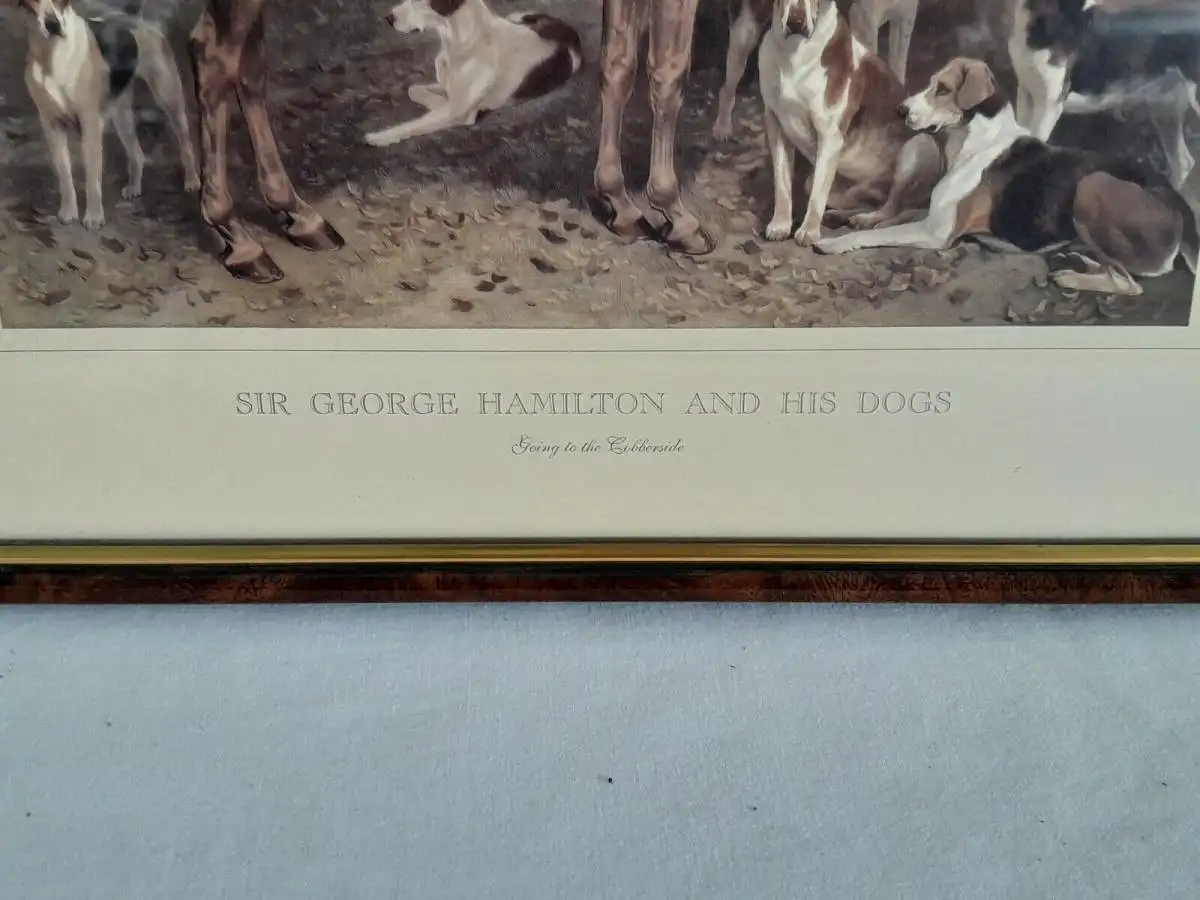 SIR GEORGE HAMILTON AND HIS DOGS
Going to the Cobberside